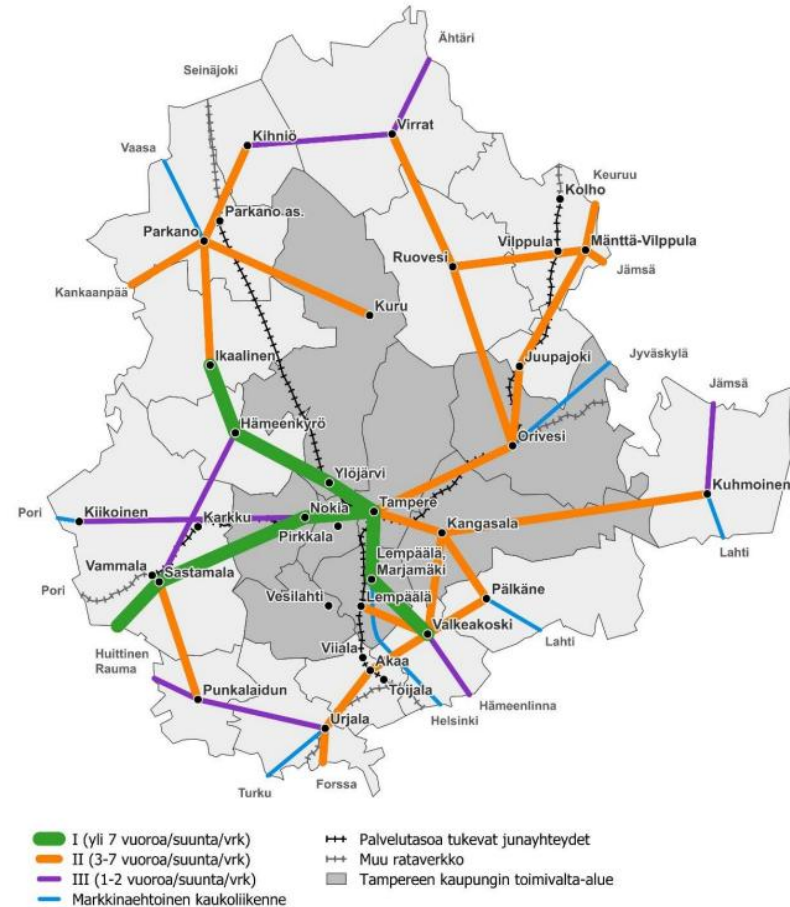 Ähtäri
Seinäjoki
Kihniö
Virrat
Vaasa
Keuruu
Kolho
Parkano as.
Parkano
Vilppula
Mänttä-Vilppula
Ruovesi
Jämsä
Kankaanpää
Kuru
Ikaalinen
Juupajoki
Jyväskylä
Jämsä
Hämeenkyrö
Orivesi
Ylöjärvi
Kuhmoinen
Tampere
Pori
Kiikoinen
Karkku
Nokia
Kangasala
Pirkkala
Lahti
Lempäälä,
Marjamäki
Vammala
Sastamala
Pori
Vesilahti
Lempäälä
Pälkäne
Valkeakoski
Lahti
Huittinen
Rauma
Viiala
Akaa
Toijala
Punkalaidun
Hämeenlinna
Helsinki
Urjala
Turku
Forssa
I (yli 7 vuoroa/suunta/vrk)
II (3-7 vuoroa/suunta/vrk)
III (1-2 vuoroa/suunta/vrk)
Markkinaehtoinen kaukoliikenne
Palvelutasoa tukevat junayhteydet
Muu rataverkko
Tampereen kaupungin toimivalta-alue